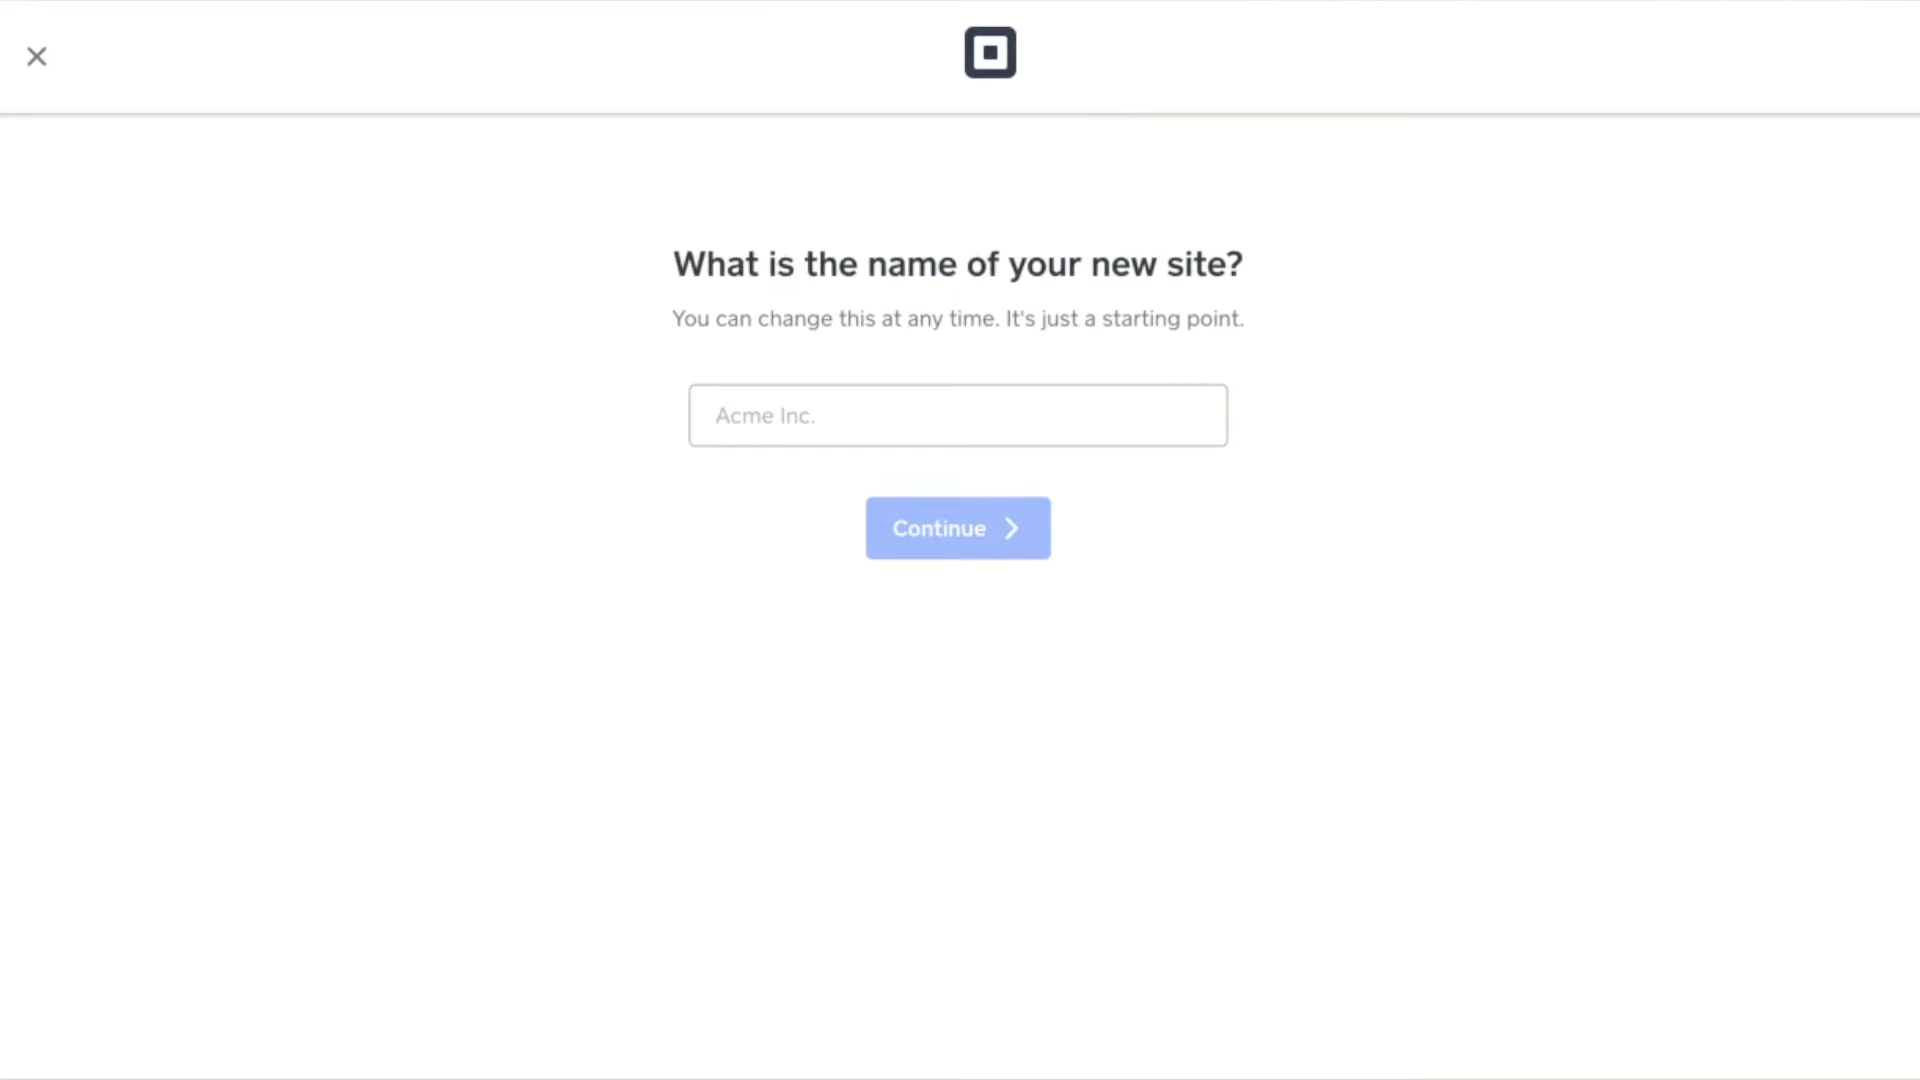 What is the name of your new site?
You can change this at any time. It's just a starting point.
Acme Inc.
Continue